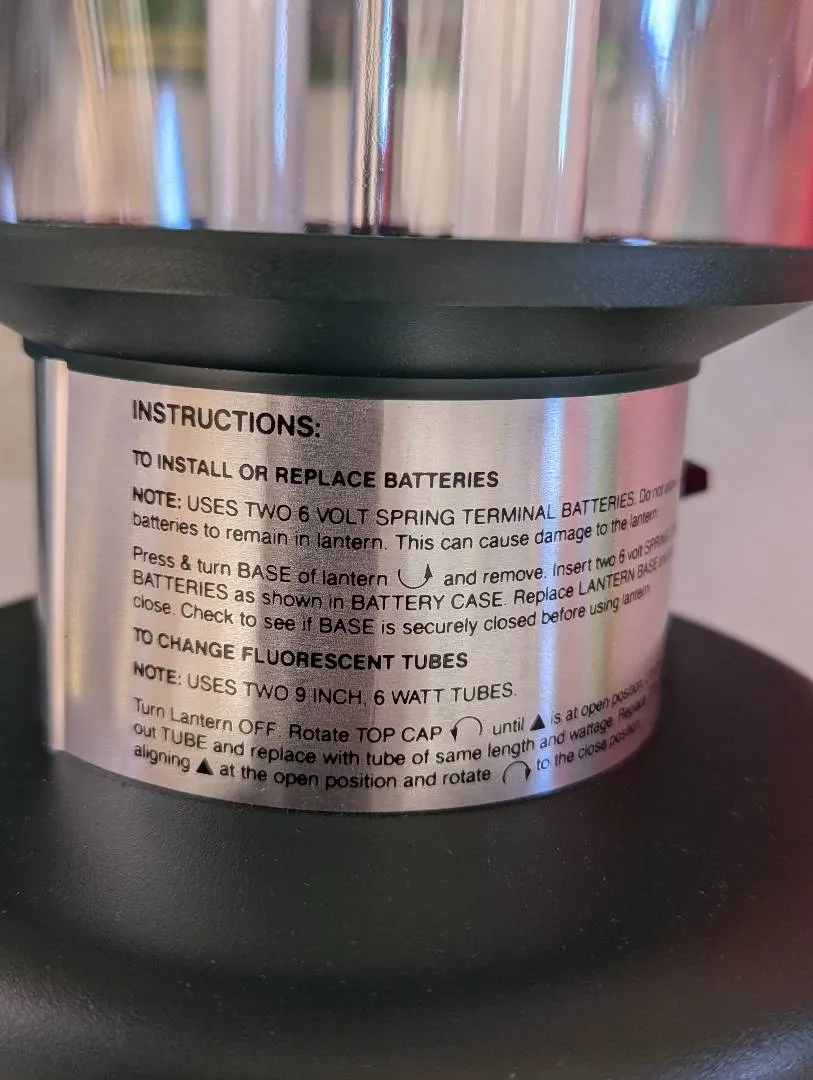 INSTRUCTIONS:
TO INSTALL OR REPLACE BATTERIES
NOTE: USES TWO 6 VOLT SPRING TERMINAL BATTERIES. Do not
batteries to remain in lantern. This can cause damage to the lantern.
Press & turn BASE of lantern and remove. Insert two 6 volt SPRING
BATTERIES as shown in BATTERY CASE. Replace LANTERN BASE
close. Check to see if BASE is securely closed before using lantern.
TO CHANGE FLUORESCENT TUBES
NOTE: USES TWO 9 INCH, 6 WATT TUBES.
Turn Lantern OFF. Rotate TOP CAP until ▲ is at open position.
out TUBE and replace with tube of same length and wattage. Replace
aligning ▲ at the open position and rotate to the close position.